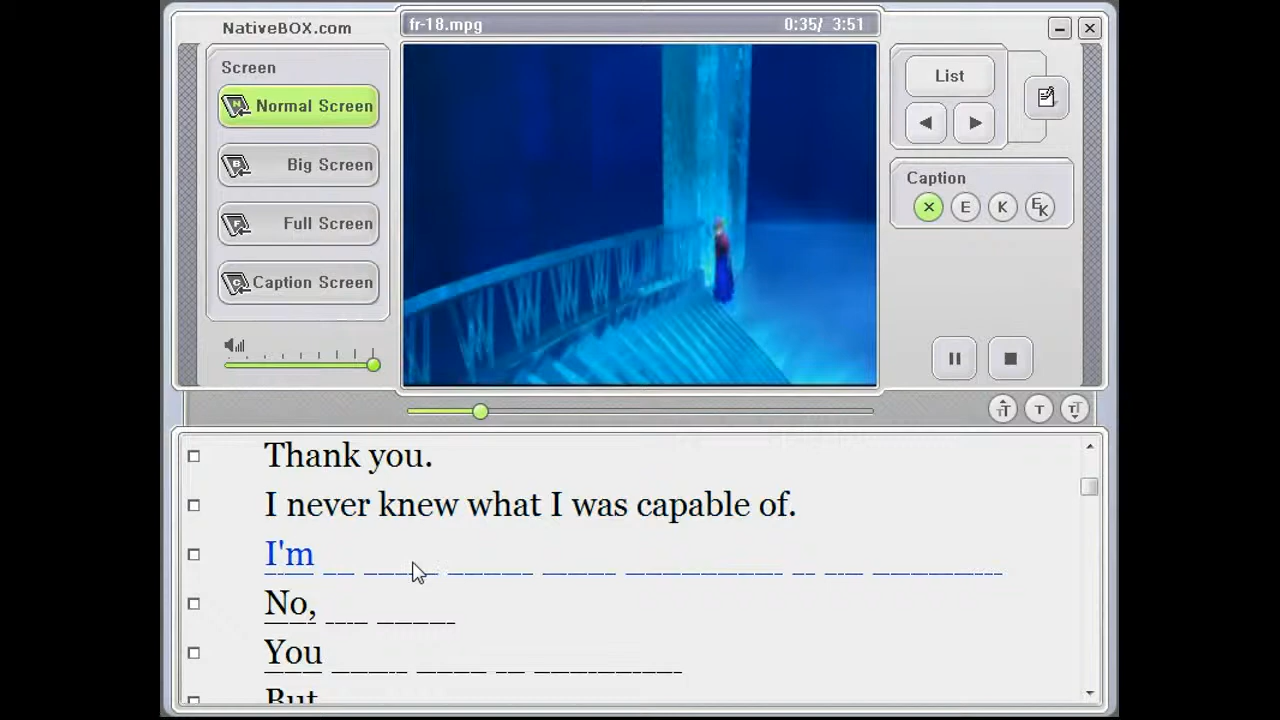 NativeBOX.com
fr-18.mpg 0:35/ 3:51
Screen
Normal Screen
Big Screen
Full Screen
Caption Screen
List
Caption
E K EK
T T T
Thank you.
I never knew what I was capable of.
I'm
No,
You
But